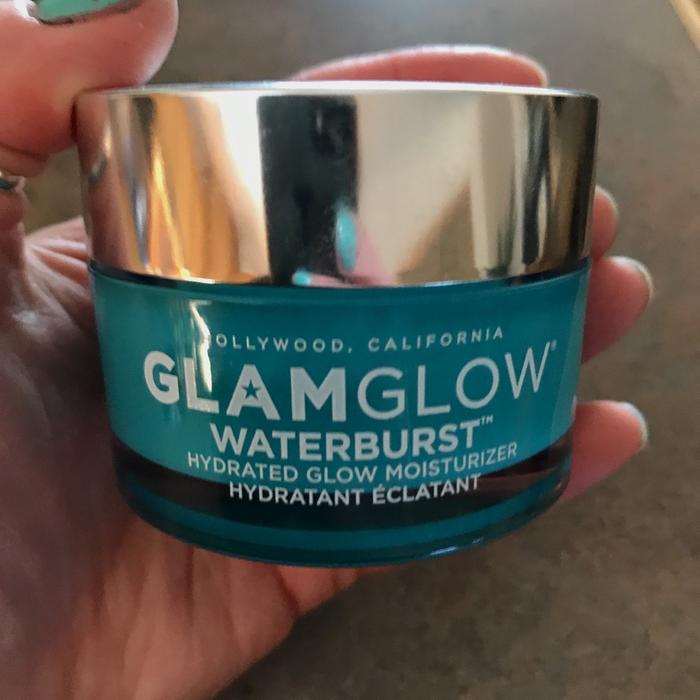 HOLLYWOOD, CALIFORNIA
GLAMGLOW®
WATERBURST™
HYDRATED GLOW MOISTURIZER
HYDRATANT ÉCLATANT